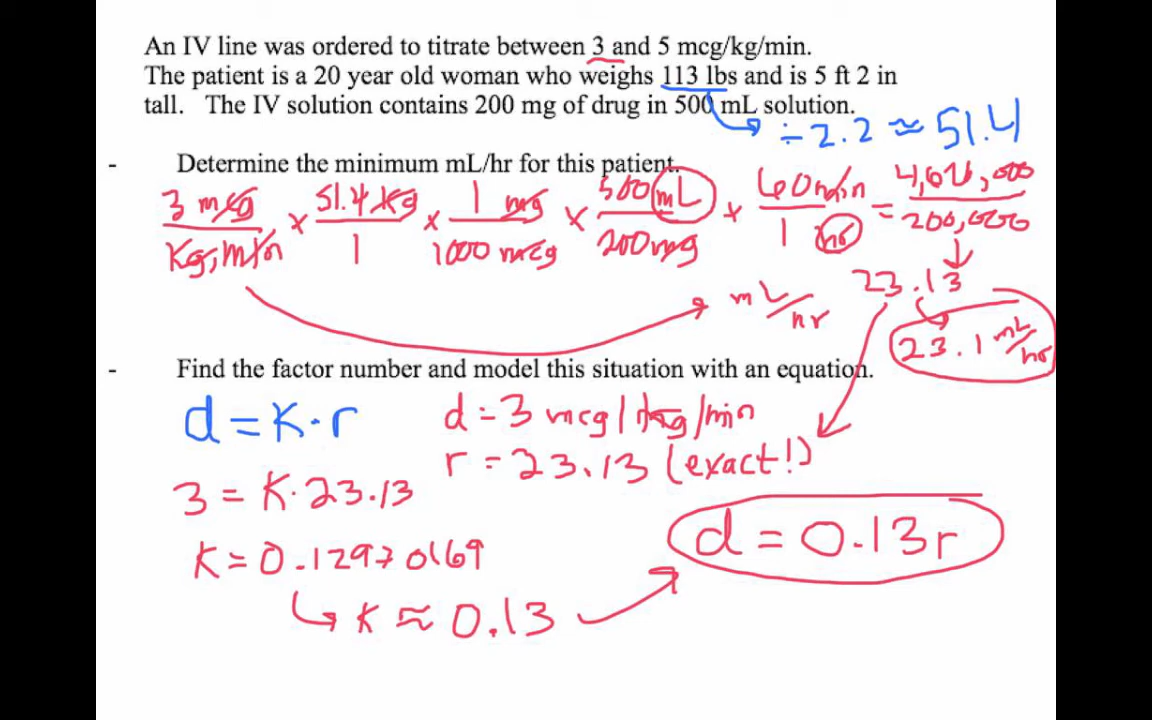 An IV line was ordered to titrate between 3 and 5 mcg/kg/min.
The patient is a 20 year old woman who weighs 113 lbs and is 5 ft 2 in
tall. The IV solution contains 200 mg of drug in 500 mL solution.
÷2.2 ≈ 51.4
- Determine the minimum mL/hr for this patient.
3 mcg/kg/min × 51.4 kg/1 × 1 mg/1000 mcg × 500 mL/200 mg × 60 min/1 hr = 4,626,000/200,000
mL/hr
23.13
23.1 mL/hr
- Find the factor number and model this situation with an equation.
d = K·r
d = 3 mcg/kg/min
r = 23.13 (exact!)
3 = K·23.13
K = 0.12970169
K ≈ 0.13
d = 0.13r